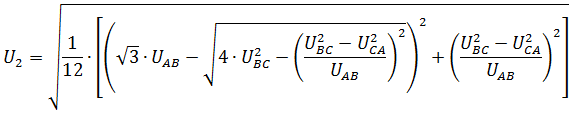 $U_2 = \sqrt{\frac{1}{12} \cdot \left[ \left( \sqrt{3} \cdot U_{AB} - \sqrt{4 \cdot U_{BC}^2 - \left( \frac{U_{BC}^2 - U_{CA}^2}{U_{AB}} \right)^2} \right)^2 + \left( \frac{U_{BC}^2 - U_{CA}^2}{U_{AB}} \right)^2 \right]}$